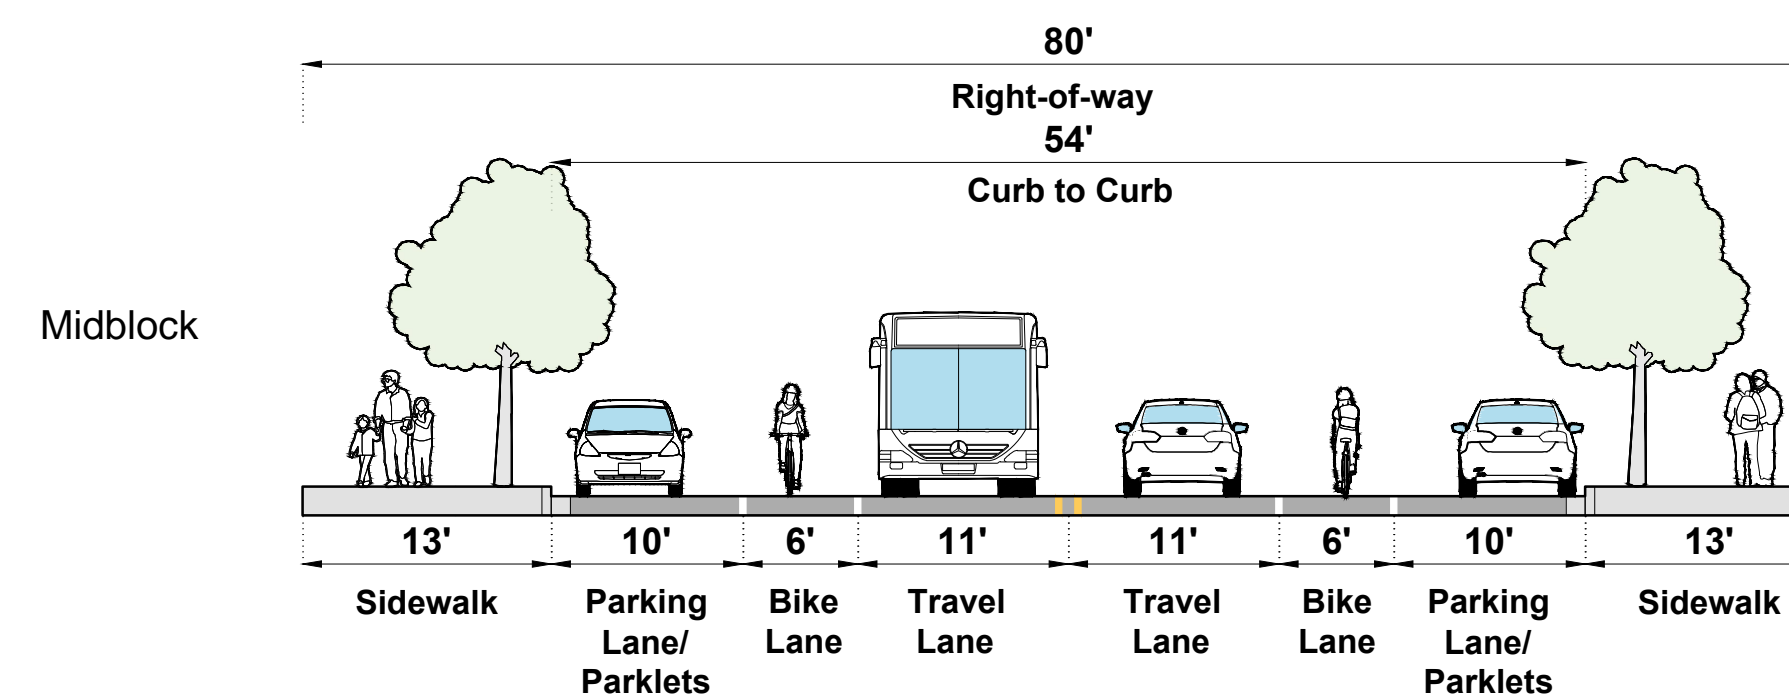 80'
Right-of-way
54'
Curb to Curb
Midblock
13' 10' 6' 11' 11' 6' 10' 13'
Sidewalk Parking Bike Travel Travel Bike Parking Sidewalk
Lane/ Lane Lane Lane Lane Lane/
Parklets Parklets